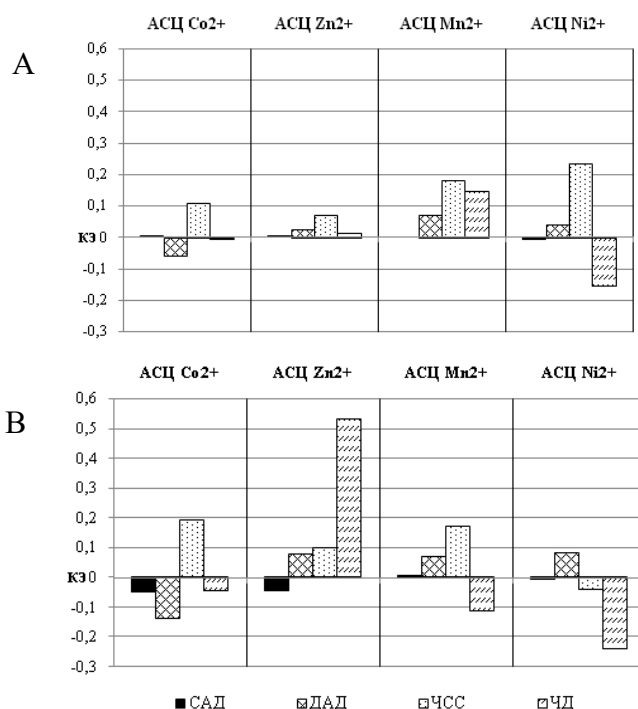 A
АСЦ Co2+ АСЦ Zn2+ АСЦ Mn2+ АСЦ Ni2+
0,6
0,5
0,4
0,3
0,2
0,1
КЭ 0
-0,1
-0,2
-0,3
B
АСЦ Co2+ АСЦ Zn2+ АСЦ Mn2+ АСЦ Ni2+
0,6
0,5
0,4
0,3
0,2
0,1
КЭ 0
-0,1
-0,2
-0,3
САД ДАД ЧСС ЧД